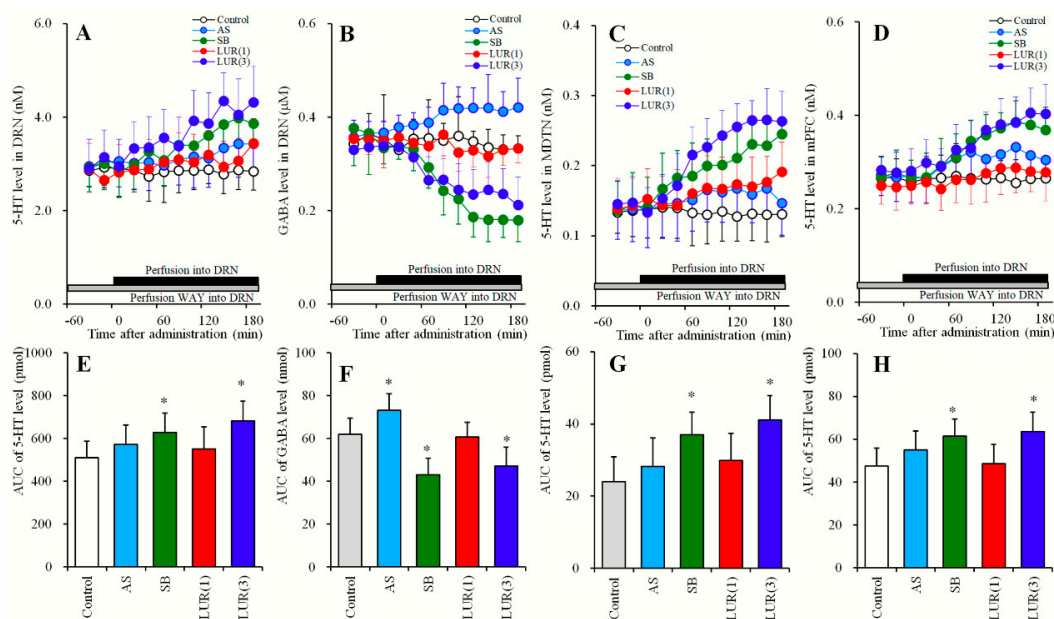 A
Control
AS
SB
LUR(1)
LUR(3)
5-HT level in DRN (nM)
6.0
4.0
2.0
0.0
Perfusion into DRN
Perfusion WAY into DRN
-60 0 60 120 180
Time after administration (min)
B
Control
AS
SB
LUR(1)
LUR(3)
GABA level in DRN (μM)
0.6
0.4
0.2
0.0
Perfusion into DRN
Perfusion WAY into DRN
-60 0 60 120 180
Time after administration (min)
C
Control
AS
SB
LUR(1)
LUR(3)
5-HT level in MDTN (nM)
0.4
0.3
0.2
0.1
0.0
Perfusion into DRN
Perfusion WAY into DRN
-60 0 60 120 180
Time after administration (min)
D
Control
AS
SB
LUR(1)
LUR(3)
5-HT level in mPFC (nM)
0.6
0.4
0.2
0.0
Perfusion into DRN
Perfusion WAY into DRN
-60 0 60 120 180
Time after administration (min)
E
AUC of 5-HT level (pmol)
1000
800
600
400
200
0
* *
Control AS SB LUR(1) LUR(3)
F
AUC of GABA level (pmol)
100
80
60
40
20
0
* * *
Control AS SB LUR(1) LUR(3)
G
AUC of 5-HT level (pmol)
60
40
20
0
* *
Control AS SB LUR(1) LUR(3)
H
AUC of 5-HT level (pmol)
100
80
60
40
20
0
* *
Control AS SB LUR(1) LUR(3)